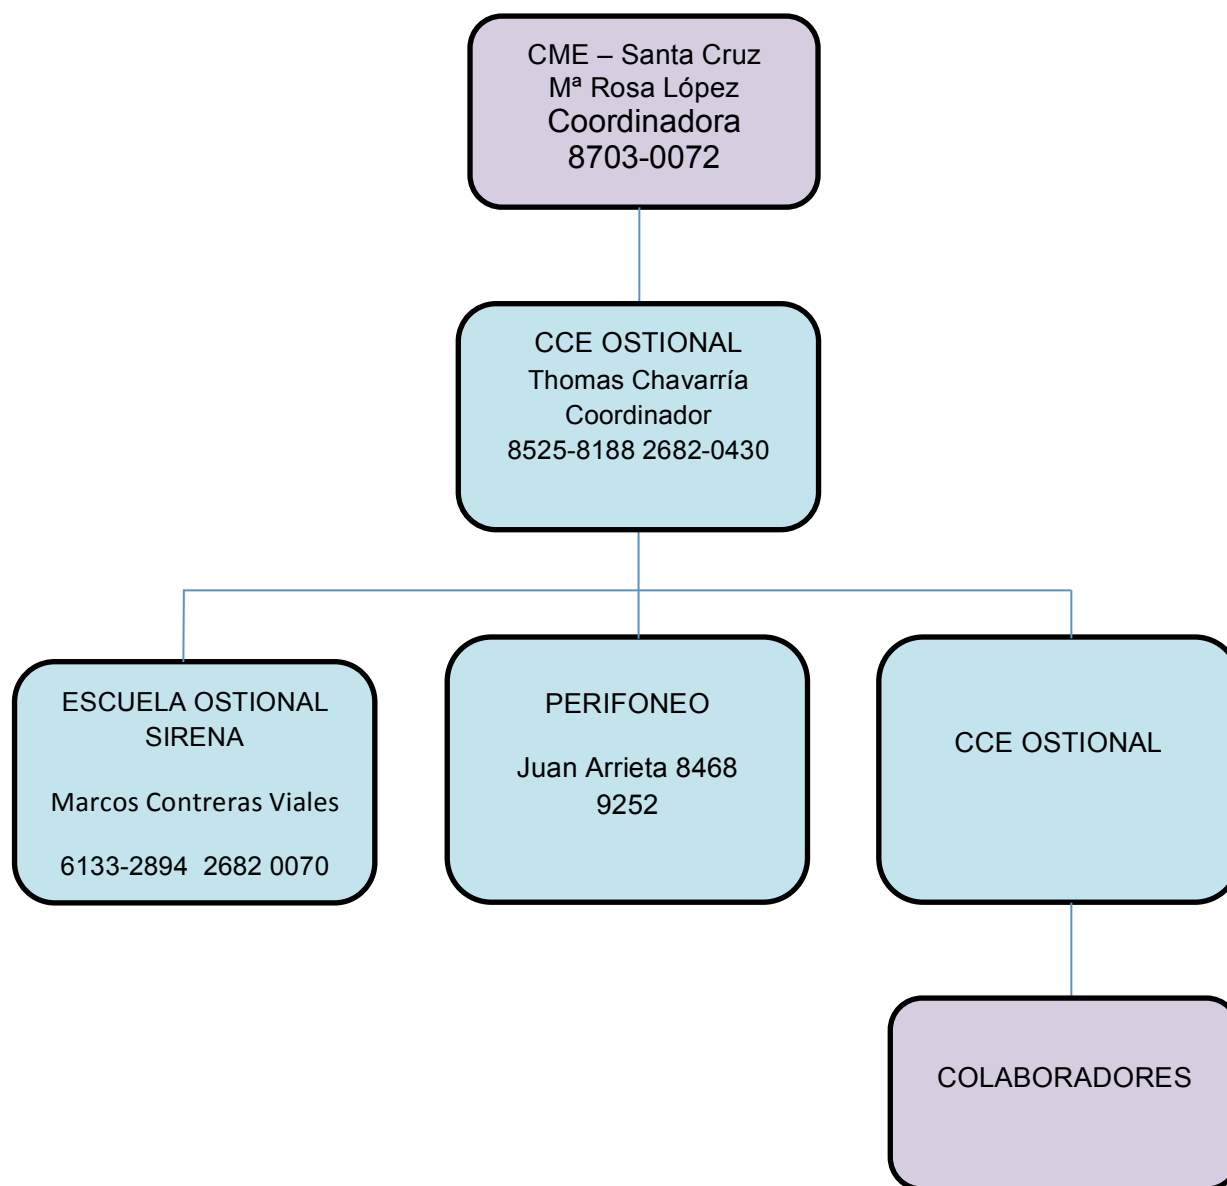 CME – Santa Cruz
Mª Rosa López
Coordinadora
8703-0072
CCE OSTIONAL
Thomas Chavarría
Coordinador
8525-8188 2682-0430
ESCUELA OSTIONAL
SIRENA
Marcos Contreras Viales
6133-2894 2682 0070
PERIFONEO
Juan Arrieta 8468
9252
CCE OSTIONAL
COLABORADORES